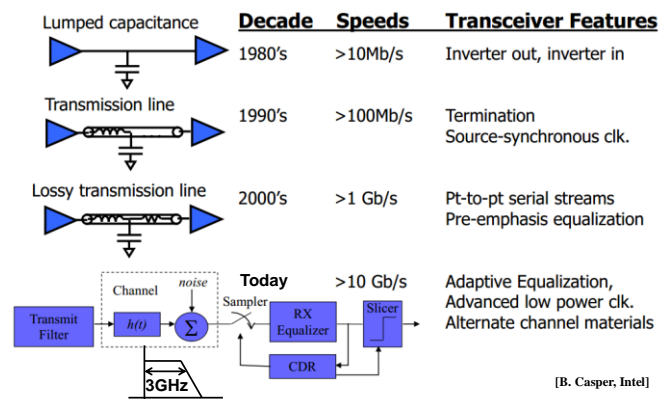 Lumped capacitance
Decade Speeds Transceiver Features
1980's >10Mb/s Inverter out, inverter in
Transmission line
1990's >100Mb/s Termination
Source-synchronous clk.
Lossy transmission line
2000's >1 Gb/s Pt-to-pt serial streams
Pre-emphasis equalization
Today >10 Gb/s Adaptive Equalization,
Advanced low power clk.
Alternate channel materials
Channel
noise
Sampler
Slicer
Transmit
Filter
h(t)
Σ
RX
Equalizer
CDR
3GHz
[B. Casper, Intel]